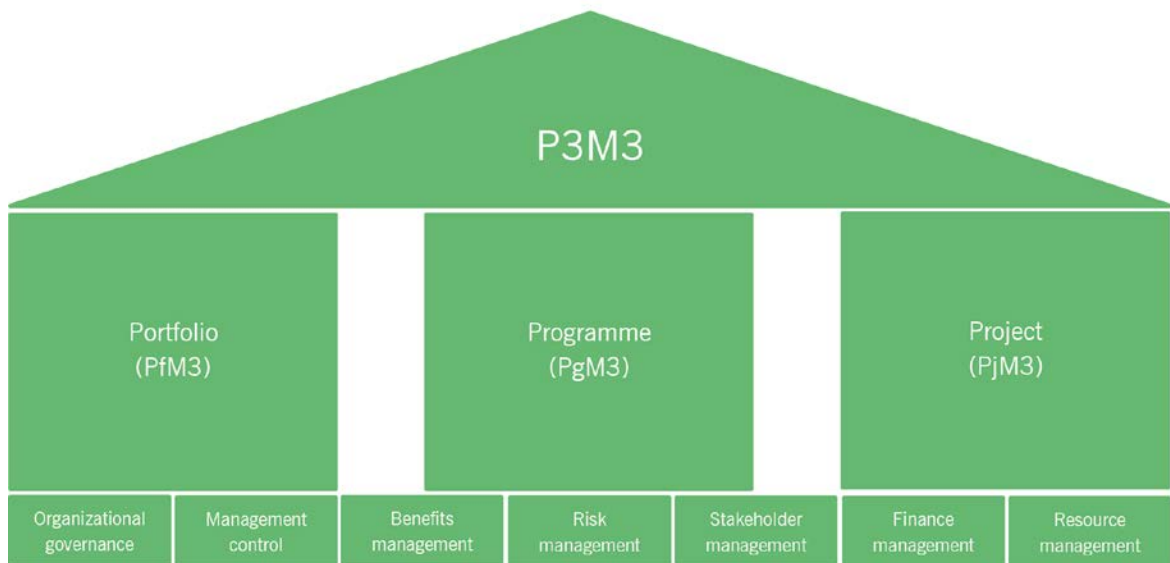 P3M3
Portfolio
(PfM3)
Programme
(PgM3)
Project
(PjM3)
Organizational
governance
Management
control
Benefits
management
Risk
management
Stakeholder
management
Finance
management
Resource
management